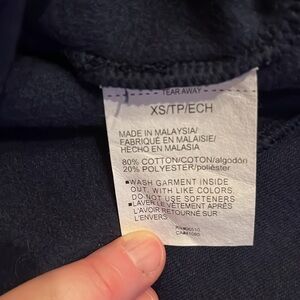 TEAR AWAY
XS/TP/ECH
MADE IN MALAYSIA/
FABRIQUÉ EN MALAISIE/
HECHO EN MALASIA
80% COTTON/COTON/algodón
20% POLYESTER/poliéster
▪WASH GARMENT INSIDE
OUT, WITH LIKE COLORS.
DO NOT USE SOFTENERS
▪LAVER LE VÊTEMENT APRÈS
L'AVOIR RETOURNÉ SUR
L'ENVERS